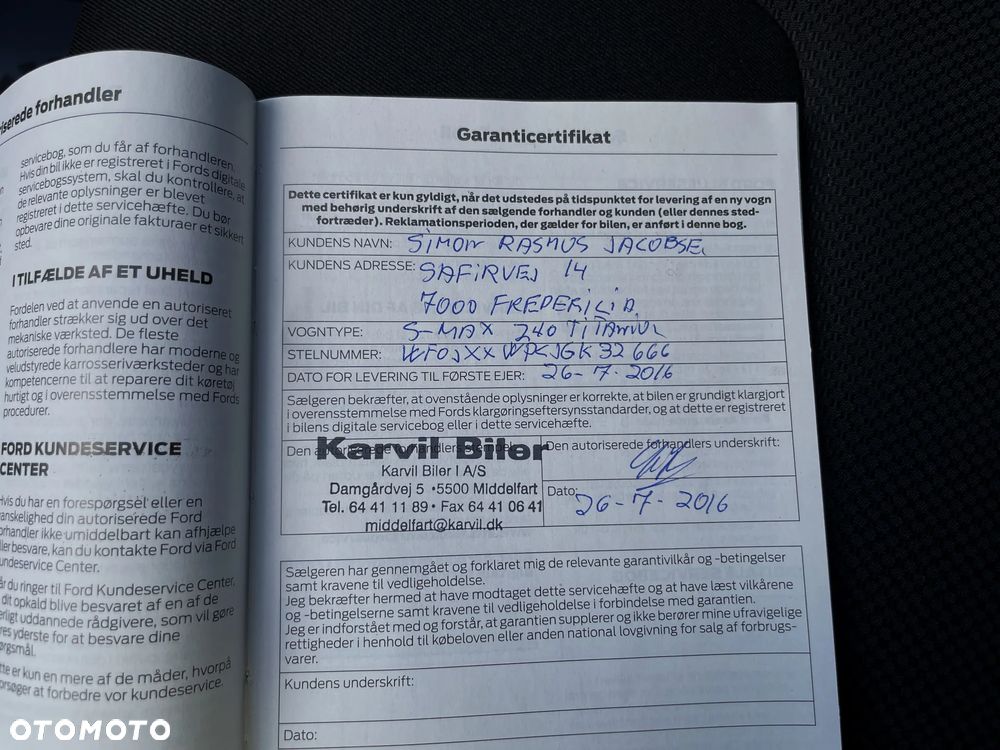 riserede forhandler
servicebog, som du får af forhandleren.
Hvis din bil ikke er registreret i Fords digitale
servicebogssystem, skal du kontrollere, at
de relevante oplysninger er blevet
registreret i dette servicehæfte. Du bør
opbevare dine originale fakturaer et sikkert
sted.
I TILFÆLDE AF ET UHELD
Fordelen ved at anvende en autoriseret
forhandler strækker sig ud over det
mekaniske værksted. De fleste
autoriserede forhandlere har moderne og
veludstyrede karrosseriværksteder og har
kompetencerne til at reparere dit køretøj
hurtigt og i overensstemmelse med Fords
procedurer.
FORD KUNDESERVICE
CENTER
Hvis du har en forespørgsel eller en
anskelighed din autoriserede Ford
orhandler ikke umiddelbart kan afhjælpe
ller besvare, kan du kontakte Ford via Ford
undeservice Center.
år du ringer til Ford Kundeservice Center,
dit opkald blive besvaret af en af de
erligt uddannede rådgivere, som vil gøre
res yderste for at besvare dine
ørgsmål.
tte er kun en mere af de måder, hvorpå
orsøger at forbedre vor kundeservice.
Garanticertifikat
Dette certifikat er kun gyldigt, når det udstedes på tidspunktet for levering af en ny vogn
med behørig underskrift af den sælgende forhandler og kunden (eller dennes sted-
fortræder). Reklamationsperioden, der gælder for bilen, er anført i denne bog.
KUNDENS NAVN: SIMON RASMUS JACOBSE
KUNDENS ADRESSE: SAFIRVEJ 14
7000 FREDERICIA
VOGNTYPE: S-MAX 240 TITANIUM
STELNUMMER: WF0JXXWPCJGK32666
DATO FOR LEVERING TIL FØRSTE EJER: 26-7-2016
Sælgeren bekræfter, at ovenstående oplysninger er korrekte, at bilen er grundigt klargjort
i overensstemmelse med Fords klargøringseftersynsstandarder, og at dette er registreret
i bilens digitale servicebog eller i dette servicehæfte.
Den autoriserede forhandlers stempel:
Den autoriserede forhandlers underskrift:
Karvil Biler
Karvil Biler I A/S
Damgårdvej 5 • 5500 Middelfart
Tel. 64 41 11 89 • Fax 64 41 06 41
middelfart@karvil.dk
Dato: 26-7-2016
Sælgeren har gennemgået og forklaret mig de relevante garantivilkår og -betingelser
samt kravene til vedligeholdelse.
Jeg bekræfter hermed at have modtaget dette servicehæfte og at have læst vilkårene
og -betingelserne samt kravene til vedligeholdelse i forbindelse med garantien.
Jeg er indforstået med og forstår, at garantien supplerer og ikke berører mine ufravigelige
rettigheder i henhold til købeloven eller anden national lovgivning for salg af forbrugs-
varer.
Kundens underskrift:
Dato:
OTOMOTO